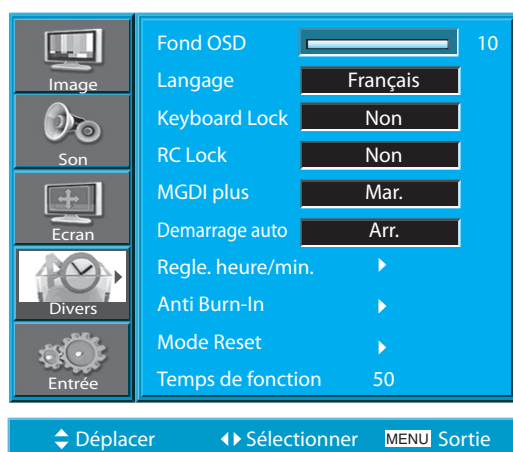 Image
Son
Ecran
Divers
Entrée
Fond OSD 10
Langage Français
Keyboard Lock Non
RC Lock Non
MGDI plus Mar.
Demarrage auto Arr.
Regle. heure/min.
Anti Burn-In
Mode Reset
Temps de fonction 50
Déplacer Sélectionner MENU Sortie